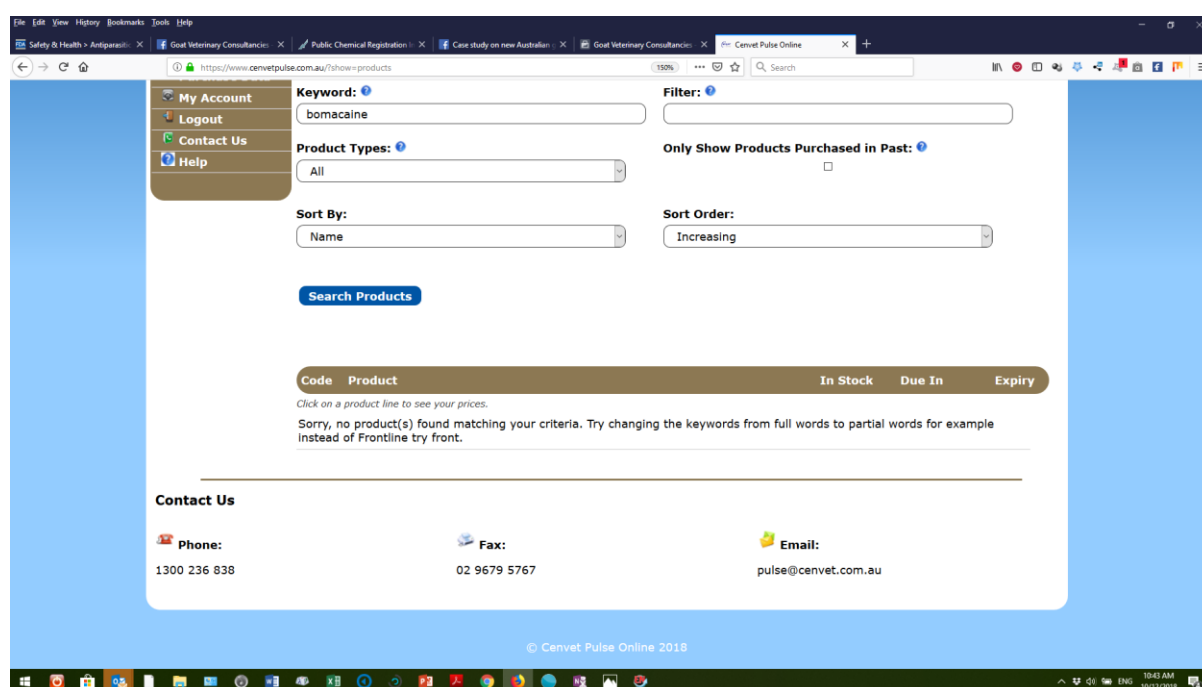 File Edit View History Bookmarks Tools Help
Safety & Health > Antiparasitic
Goat Veterinary Consultancies
Public Chemical Registration
Case study on new Australian
Goat Veterinary Consultancies
Cenvet Pulse Online
https://www.cenvetpulse.com.au/?show=products
150%
Search
My Account
Logout
Contact Us
Help
Keyword:
Filter:
bomacaine
Product Types:
Only Show Products Purchased in Past:
All
Sort By:
Sort Order:
Name
Increasing
Search Products
Code Product In Stock Due In Expiry
Click on a product line to see your prices.
Sorry, no product(s) found matching your criteria. Try changing the keywords from full words to partial words for example
instead of Frontline try front.
Contact Us
Phone:
Fax:
Email:
1300 236 838
02 9679 5767
pulse@cenvet.com.au
© Cenvet Pulse Online 2018
ENG
10:43 AM
10/12/2018